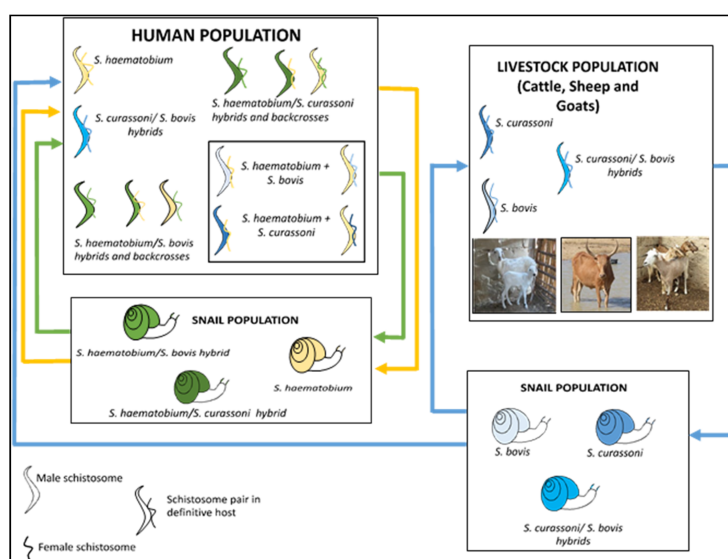 HUMAN POPULATION
S. haematobium
S. haematobium/S. curassoni
hybrids and backcrosses
S. curassoni/ S. bovis
hybrids
S. haematobium +
S. bovis
S. haematobium +
S. curassoni
S. haematobium/S. bovis
hybrids and backcrosses
SNAIL POPULATION
S. haematobium/S. bovis hybrid
S. haematobium
S. haematobium/S. curassoni hybrid
LIVESTOCK POPULATION
(Cattle, Sheep and
Goats)
S. curassoni
S. curassoni/ S. bovis
hybrids
S. bovis
SNAIL POPULATION
S. bovis
S. curassoni
S. curassoni/ S. bovis
hybrids
Male schistosome
Schistosome pair in
definitive host
Female schistosome